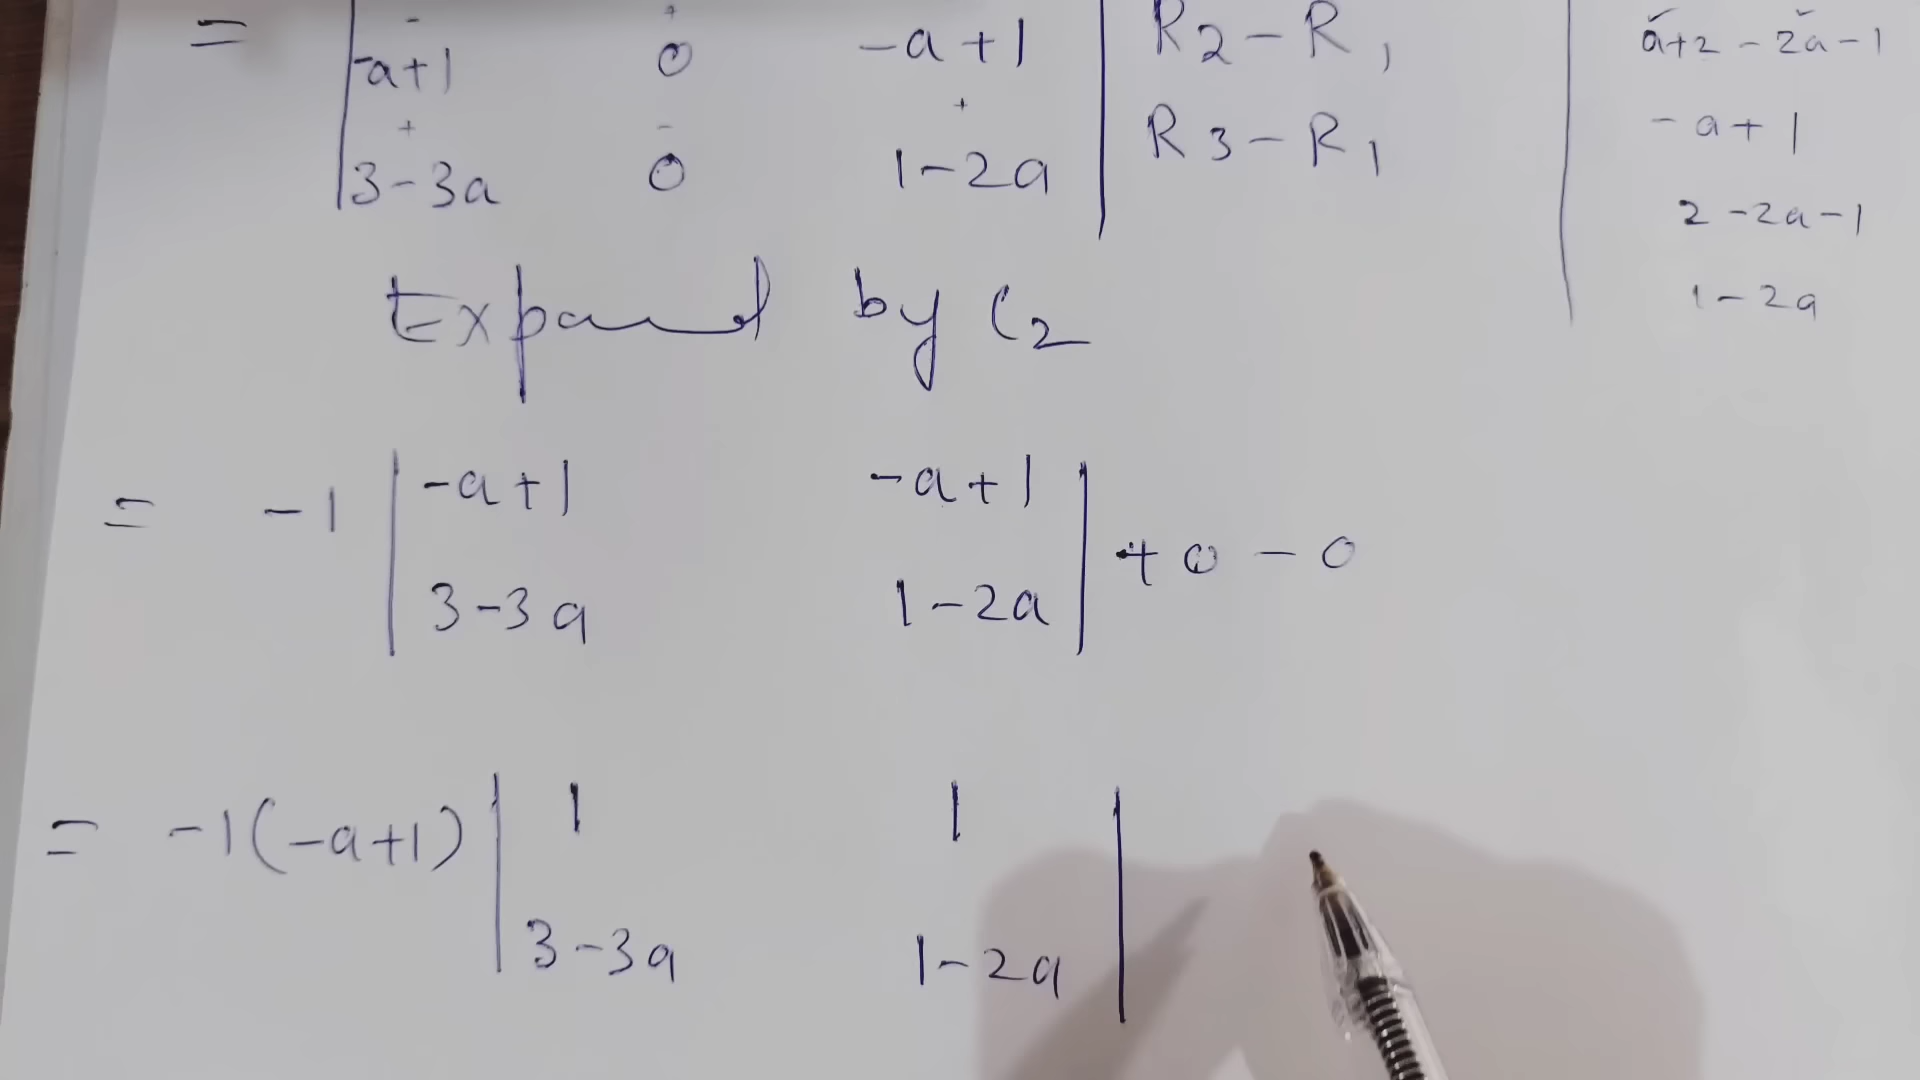 = | -a+1 0 -a+1 | R2 - R1
| 3-3a 0 1-2a | R3 - R1
a+2-2a-1
-a+1
2-2a-1
1-2a
Expand by C2
= -1 | -a+1 -a+1 | + 0 - 0
| 3-3a 1-2a |
= -1(-a+1) | 1 1 |
| 3-3a 1-2a |